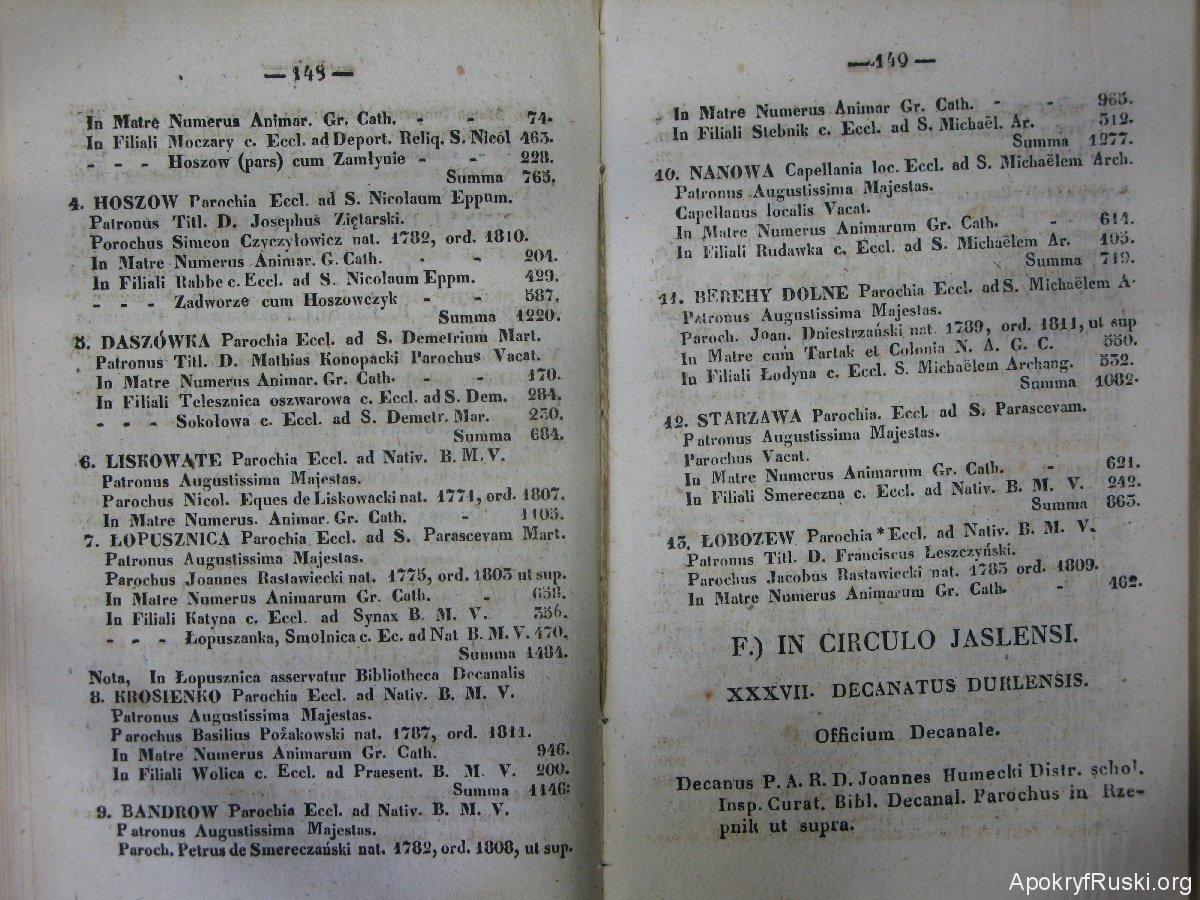 — 148 —
In Matre Numerus Animar. Gr. Cath. - - 74.
In Filiali Moczary c. Eccl. ad Deport. Reliq. S. Nicol 463.
- - - Hoszow (pars) cum Zamłynie - - 228.
Summa 765.
4. HOSZOW Parochia Eccl. ad S. Nicolaum Eppum.
Patronus Titl. D. Josephus Ziętarski.
Porochus Simeon Czyczyłowicz nat. 1782, ord. 1810.
In Matre Numerus Animar. G. Cath. - - 204.
In Filiali Rabbe c. Eccl. ad S. Nicolaum Eppm. 429.
- - - Zadworze cum Hoszowczyk - - 587.
Summa 1220.
5. DASZÓWKA Parochia Eccl. ad S. Demetrium Mart.
Patronus Titl. D. Mathias Konopacki Parochus Vacat.
In Matre Numerus Animar. Gr. Cath. - - 170.
In Filiali Telesznica oszwarowa c. Eccl. ad S. Dem. 284.
- - - Sokołowa c. Eccl. ad S. Demetr. Mar. 230.
Summa 684.
6. LISKOWATE Parochia Eccl. ad Nativ. B. M. V.
Patronus Augustissima Majestas.
Parochus Nicol. Eques de Liskowacki nat. 1771, ord. 1807.
In Matre Numerus. Animar. Gr. Cath. - 1105.
7. ŁOPUSZNICA Parochia Eccl. ad S. Parascevam Mart.
Patronus Augustissima Majestas.
Parochus Joannes Rastawiecki nat. 1775, ord. 1803 ut sup.
In Matre Numerus Animarum Gr. Cath. - 658.
In Filiali Katyna c. Eccl. ad Synax B. M. V. 356.
- - - Łopuszanka, Smolnica c. Ec. ad Nat B. M. V. 470.
Summa 1484.
Nota, In Łopusznica asservatur Bibliotheca Decanalis
8. KROSIENKO Parochia Eccl. ad Nativ. B. M. V.
Patronus Augustissima Majestas.
Parochus Basilius Pożakowski nat. 1787, ord. 1811.
In Matre Numerus Animarum Gr. Cath. 946.
In Filiali Wolica c. Eccl. ad Praesent. B. M. V. 200.
Summa 1146:
9. BANDROW Parochia Eccl. ad Nativ. B. M. V.
Patronus Augustissima Majestas.
Paroch. Petrus de Smereczański nat. 1782, ord. 1808, ut sup.
— 149 —
In Matre Numerus Animar Gr. Cath. - - 965.
In Filiali Stebnik c. Eccl. ad S. Michaël. Ar. 312.
Summa 1277.
10. NANOWA Capellania loc. Eccl. ad S. Michaëlem Arch.
Patronus Augustissima Majestas.
Capellanus localis Vacat.
In Matre Numerus Animarum Gr. Cath. - 614.
In Filiali Rudawka c. Eccl. ad S. Michaëlem Ar. 105.
Summa 719.
11. BEREHY DOLNE Parochia Eccl. ad S. Michaëlem A.
Patronus Augustissima Majestas.
Paroch. Joan. Dniestrzański nat. 1789, ord. 1811, ut sup
In Matre cum Tartak et Colonia N. A. G. C. 550.
In Filiali Łodyna c. Eccl. S. Michaëlem Archang. 532.
Summa 1082.
12. STARZAWA Parochia. Eccl. ad S. Parascevam.
Patronus Augustissima Majestas.
Parochus Vacat.
In Matre Numerus Animarum Gr. Cath. - 621.
In Filiali Smereczna c. Eccl. ad Nativ. B. M. V. 242.
Summa 863.
13. ŁOBOZEW Parochia * Eccl. ad Nativ. B. M. V.
Patronus Titl. D. Franciscus Leszczyński.
Parochus Jacobus Rastawiecki nat. 1783 ord. 1809.
In Matre Numerus Animarum Gr. Cath. - 462.
F.) IN CIRCULO JASLENSI.
XXXVII. DECANATUS DUKLENSIS.
Officium Decanale.
Decanus P. A. R. D. Joannes Humecki Distr. schol.
Insp. Curat. Bibl. Decanal. Parochus in Rze-
pnik ut supra.
ApokryfRuski.org